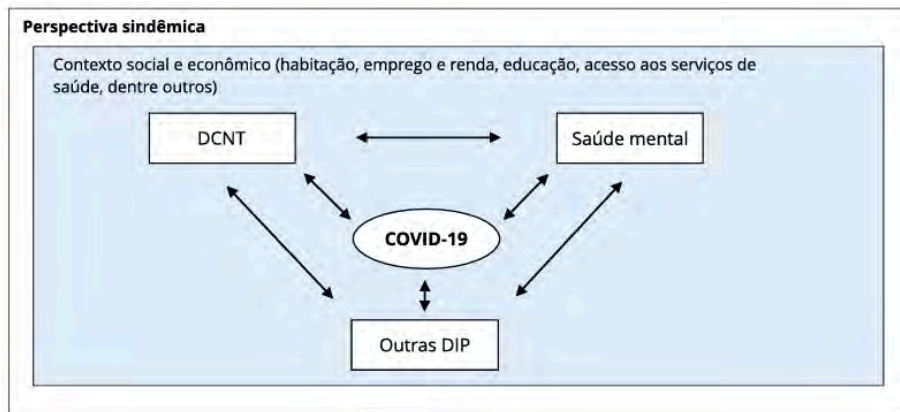 Perspectiva sindêmica
Contexto social e econômico (habitação, emprego e renda, educação, acesso aos serviços de
saúde, dentre outros)
DCNT
Saúde mental
COVID-19
Outras DIP